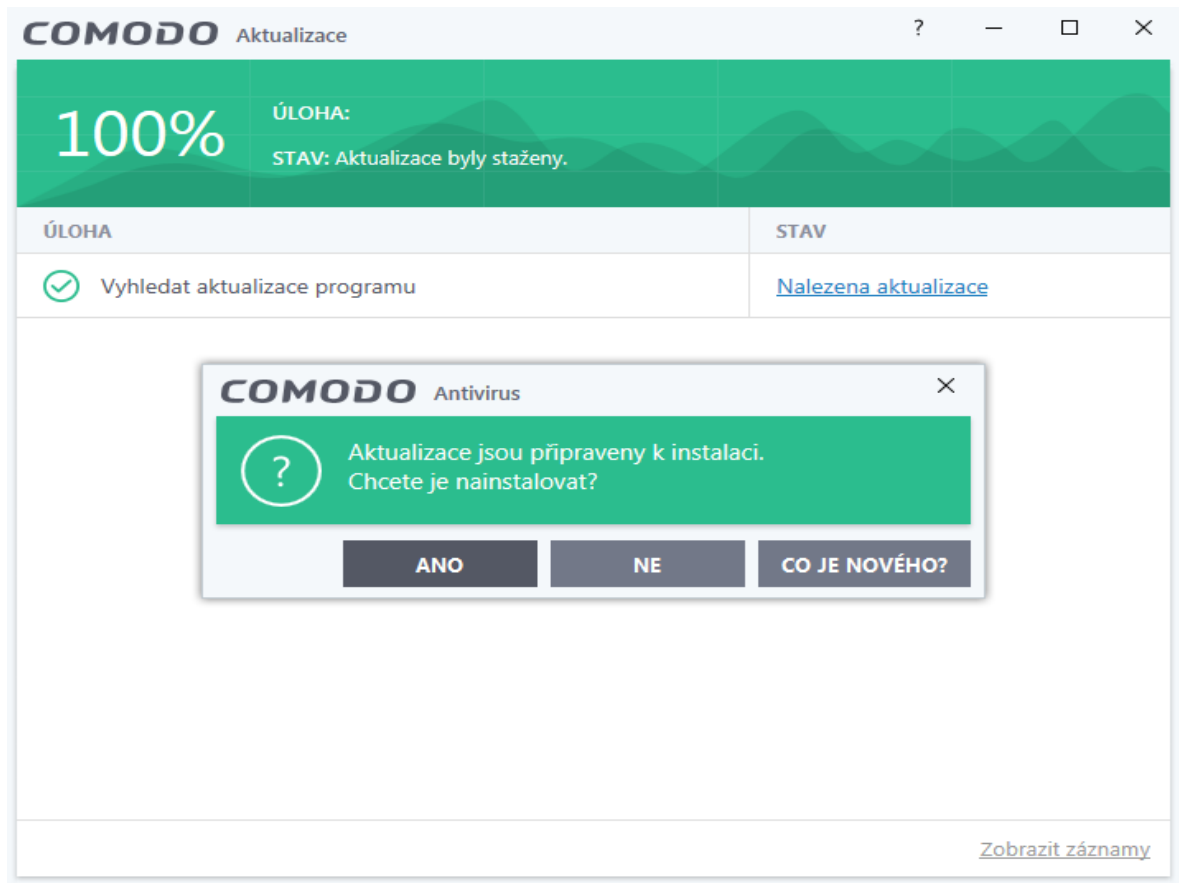 COMODO Aktualizace ?
100%
ÚLOHA:
STAV: Aktualizace byly staženy.
ÚLOHA STAV
Vyhledat aktualizace programu Nalezena aktualizace
COMODO Antivirus
? Aktualizace jsou připraveny k instalaci.
Chcete je nainstalovat?
ANO NE CO JE NOVÉHO?
Zobrazit záznamy